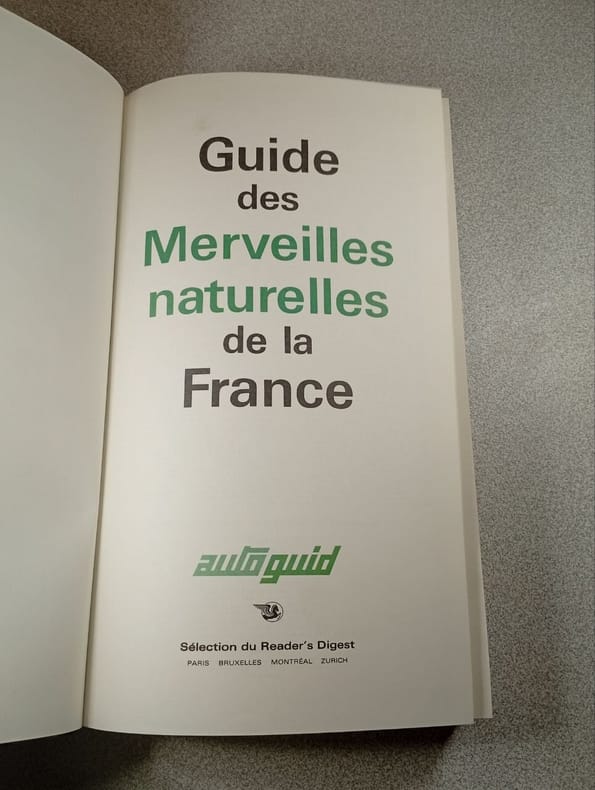 Guide
des
Merveilles
naturelles
de la
France
autoguid
Sélection du Reader's Digest
PARIS BRUXELLES MONTRÉAL ZURICH